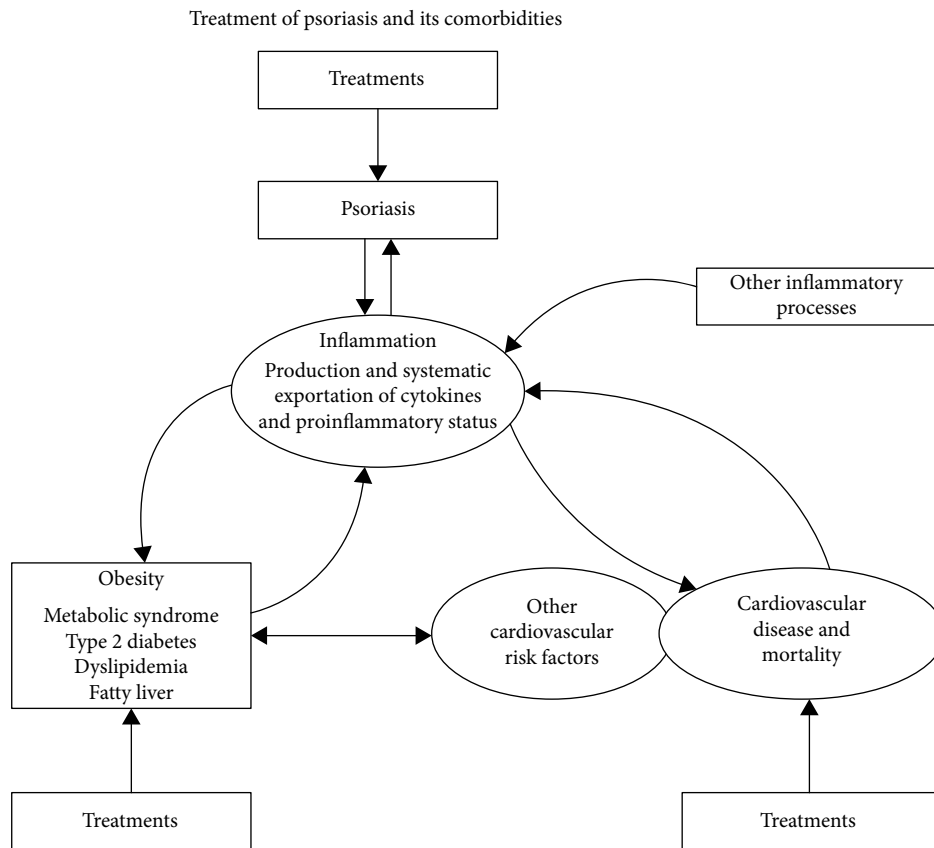 Treatment of psoriasis and its comorbidities
Treatments
Psoriasis
Other inflammatory
processes
Inflammation
Production and systematic
exportation of cytokines
and proinflammatory status
Obesity
Metabolic syndrome
Type 2 diabetes
Dyslipidemia
Fatty liver
Other
cardiovascular
risk factors
Cardiovascular
disease and
mortality
Treatments
Treatments